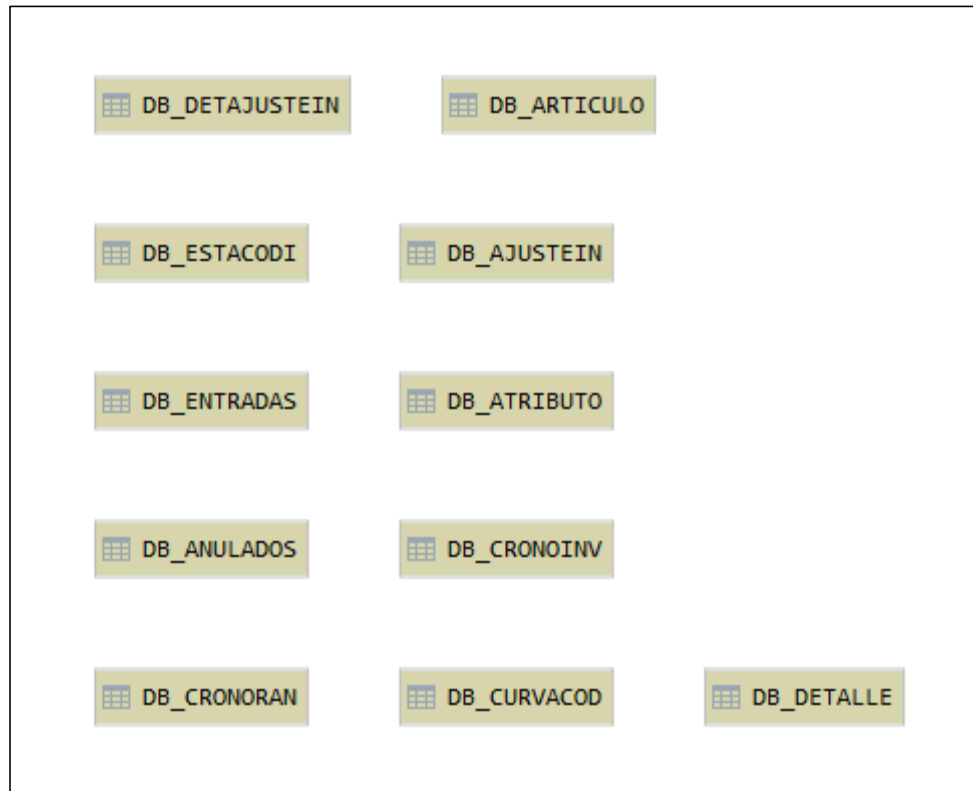 DB_DETAJUSTEIN DB_ARTICULO
DB_ESTACODI DB_AJUSTEIN
DB_ENTRADAS DB_ATRIBUTO
DB_ANULADOS DB_CRONOINV
DB_CRONORAN DB_CURVACOD DB_DETALLE